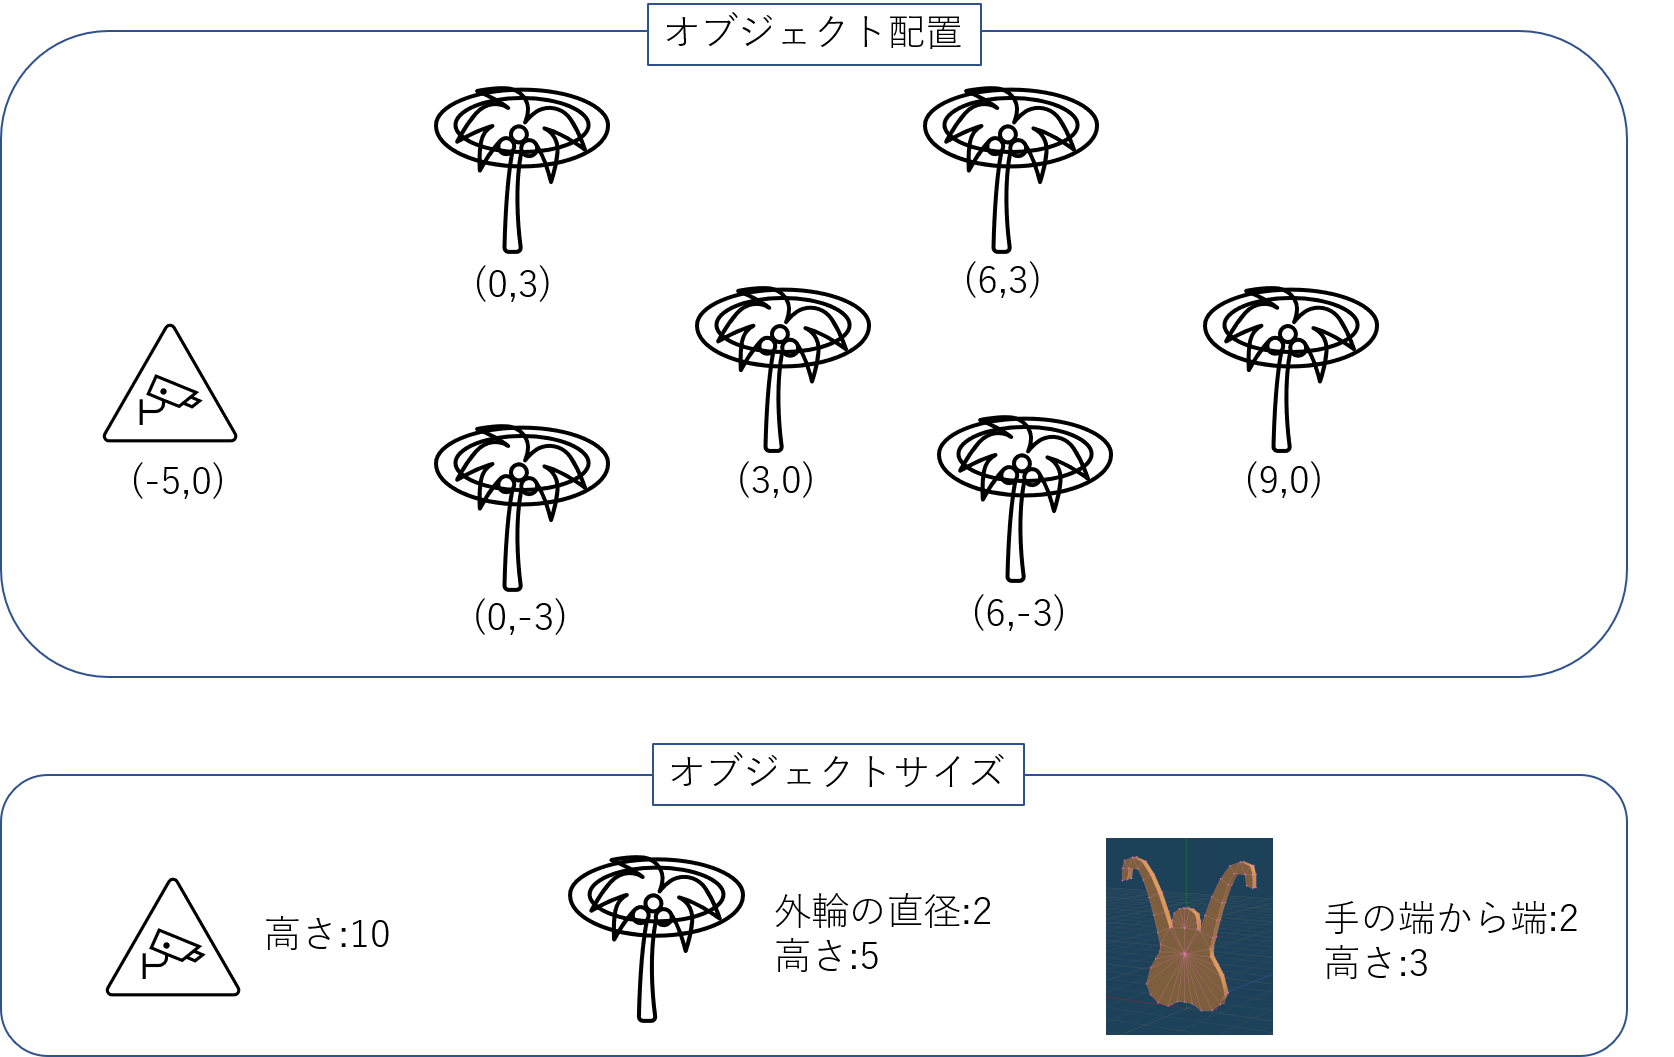 オブジェクト配置
(0,3)
(6,3)
(-5,0)
(3,0)
(9,0)
(0,-3)
(6,-3)
オブジェクトサイズ
高さ:10
外輪の直径:2
高さ:5
手の端から端:2
高さ:3